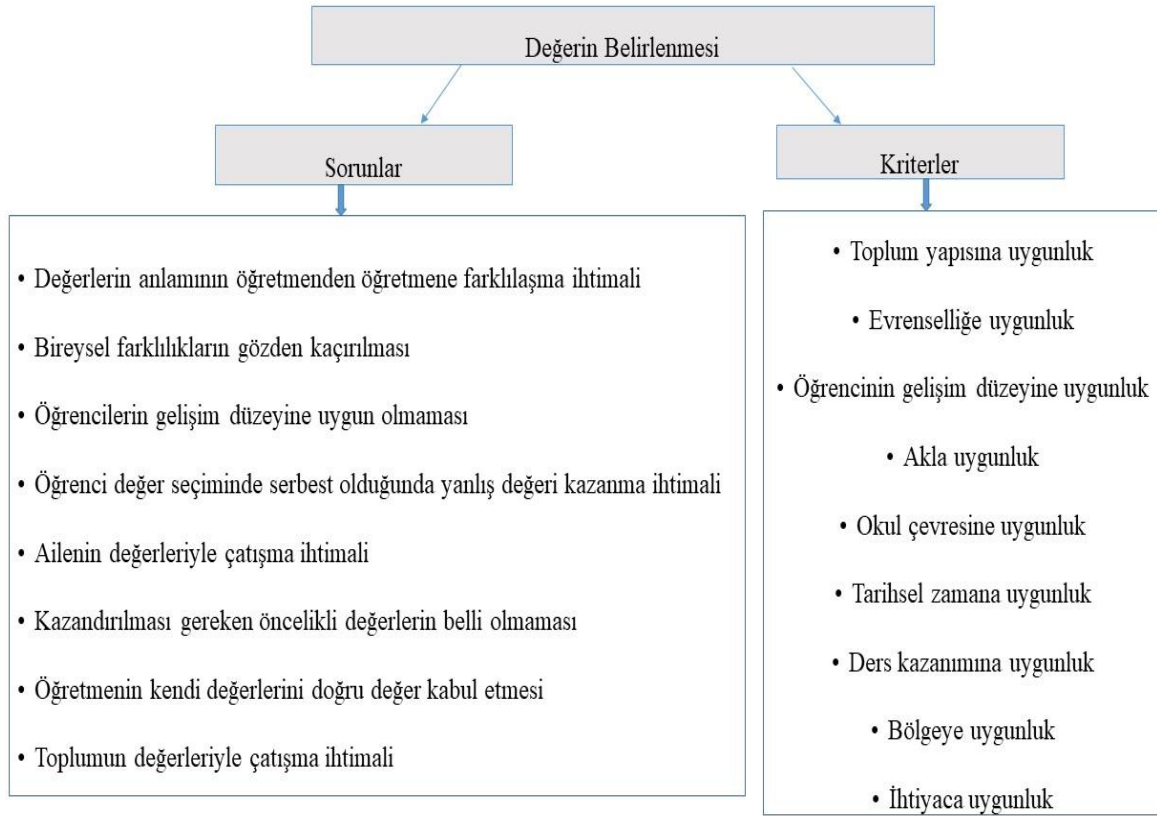 Değerin Belirlenmesi
Sorunlar
• Değerlerin anlamının öğretmenden öğretmene farklılaşma ihtimali
• Bireysel farklılıkların gözden kaçırılması
• Öğrencilerin gelişim düzeyine uygun olmaması
• Öğrenci değer seçiminde serbest olduğunda yanlış değeri kazanma ihtimali
• Ailenin değerleriyle çatışma ihtimali
• Kazandırılması gereken öncelikli değerlerin belli olmaması
• Öğretmenin kendi değerlerini doğru değer kabul etmesi
• Toplumun değerleriyle çatışma ihtimali
Kriterler
• Toplum yapısına uygunluk
• Evrenselliğe uygunluk
• Öğrencinin gelişim düzeyine uygunluk
• Akla uygunluk
• Okul çevresine uygunluk
• Tarihsel zamana uygunluk
• Ders kazanımına uygunluk
• Bölgeye uygunluk
• İhtiyaca uygunluk